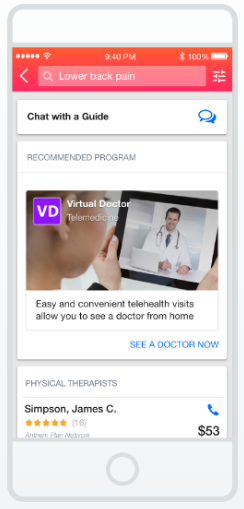 9:40 PM 100%
Lower back pain
Chat with a Guide
RECOMMENDED PROGRAM
VD Virtual Doctor
Telemedicine
Easy and convenient telehealth visits
allow you to see a doctor from home
SEE A DOCTOR NOW
PHYSICAL THERAPISTS
Simpson, James C.
(16)
$53
Anthem Plan Network